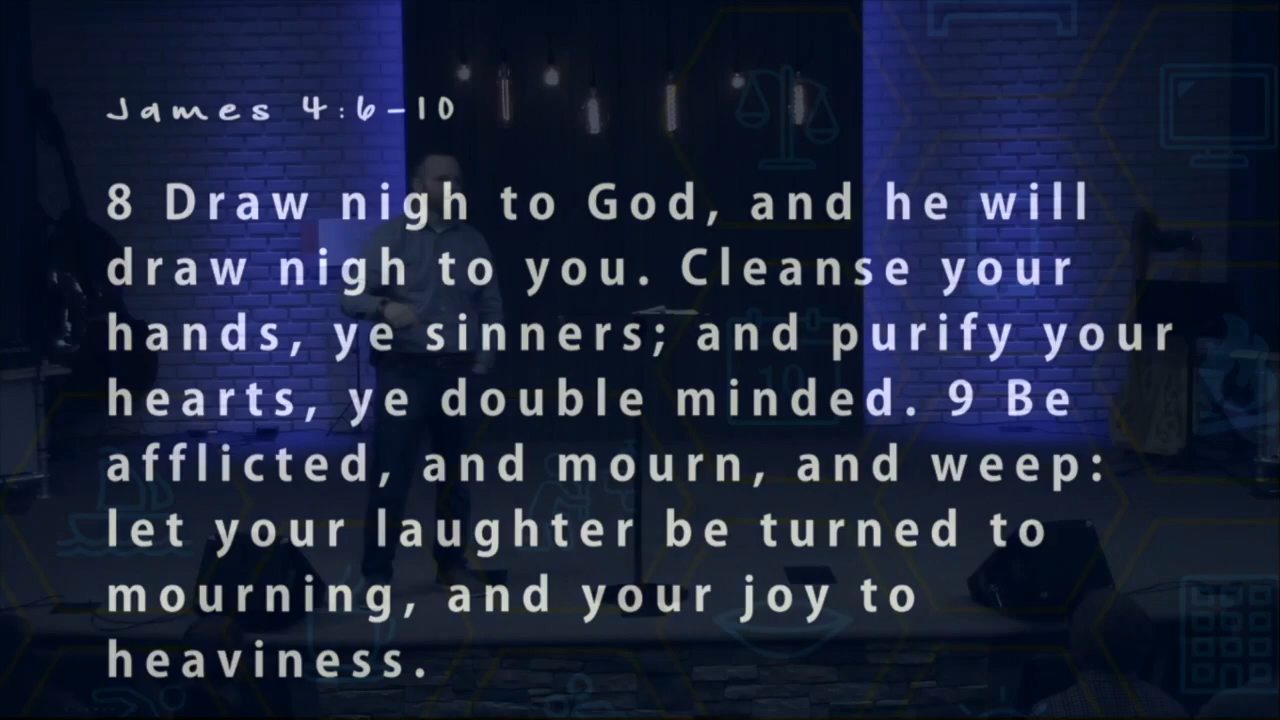 James 4:6-10
8 Draw nigh to God, and he will
draw nigh to you. Cleanse your
hands, ye sinners; and purify your
hearts, ye double minded. 9 Be
afflicted, and mourn, and weep:
let your laughter be turned to
mourning, and your joy to
heaviness.
10